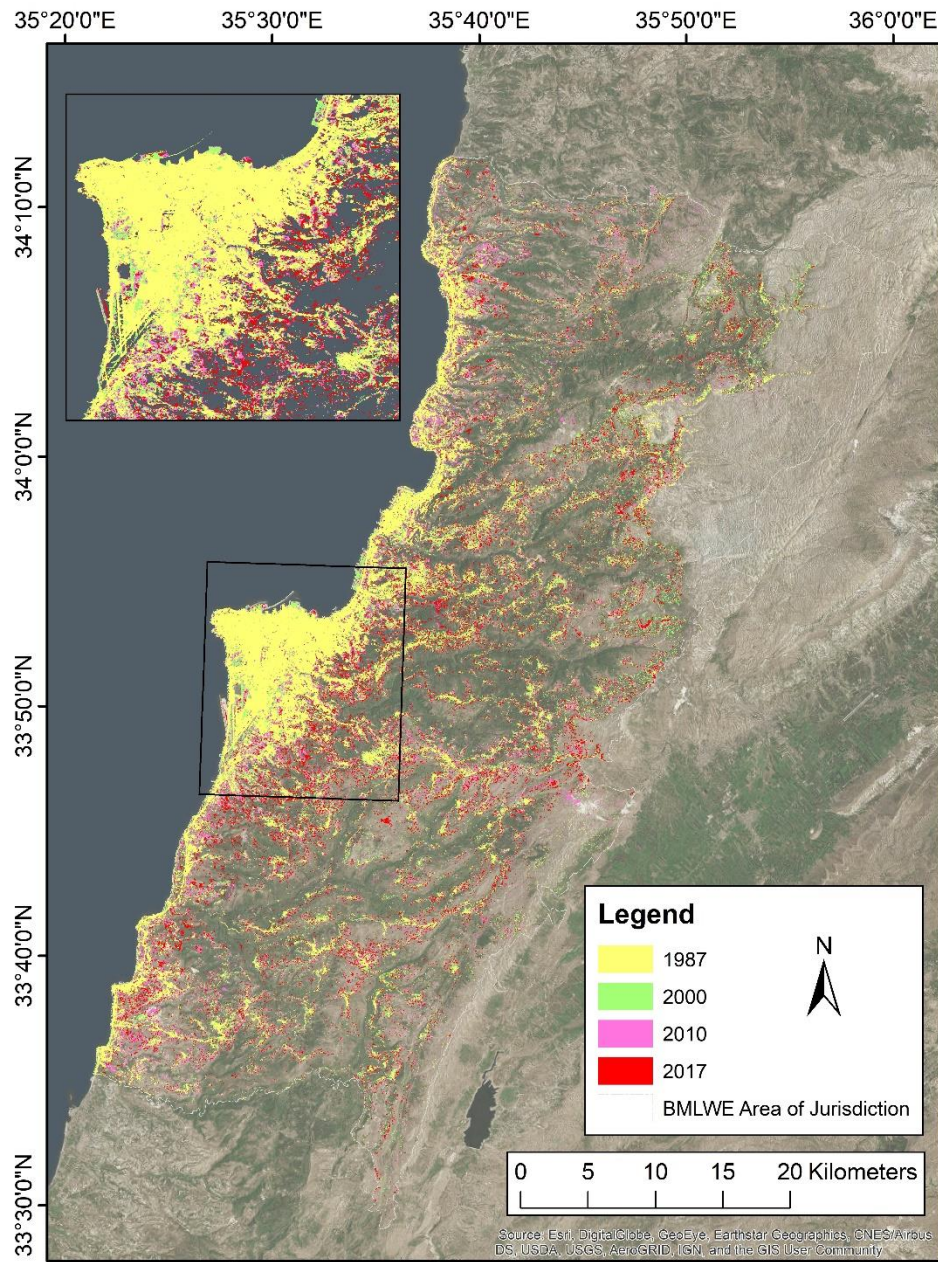 35°20'0"E 35°30'0"E 35°40'0"E 35°50'0"E 36°0'0"E
34°10'0"N
34°0'0"N
33°50'0"N
33°40'0"N
33°30'0"N
Legend
1987
2000
2010
2017
BMLWE Area of Jurisdiction
N
0 5 10 15 20 Kilometers
Source: Esri, DigitalGlobe, GeoEye, Earthstar Geographics, CNES/Airbus
DS, USDA, USGS, AeroGRID, IGN, and the GIS User Community